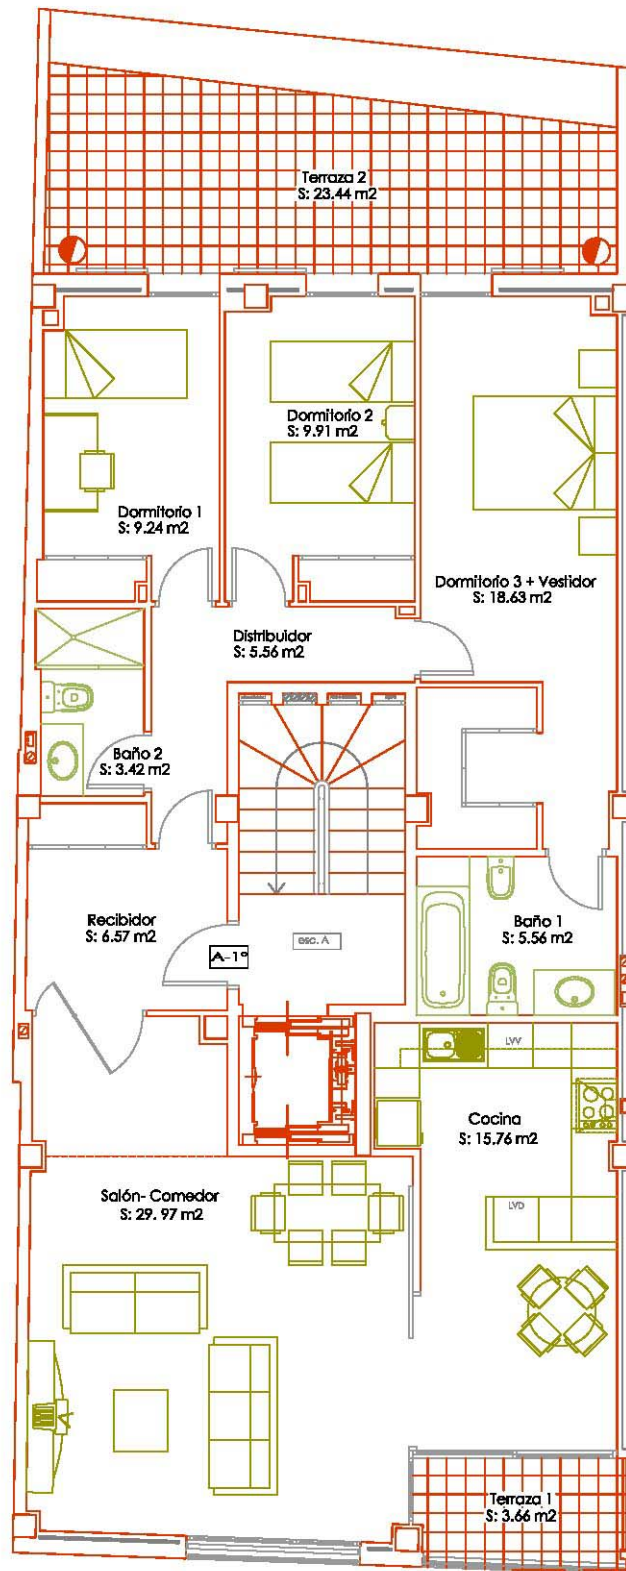 Terraza 2
S: 23.44 m2
Dormitorio 2
S: 9.91 m2
Dormitorio 1
S: 9.24 m2
Dormitorio 3 + Vestidor
S: 18.63 m2
Distribuidor
S: 5.56 m2
Baño 2
S: 3.42 m2
Recibidor
S: 6.57 m2
A-1º
esc. A
Baño 1
S: 5.56 m2
LVV
Cocina
S: 15.76 m2
Salón- Comedor
S: 29. 97 m2
LVD
Terraza 1
S: 3.66 m2